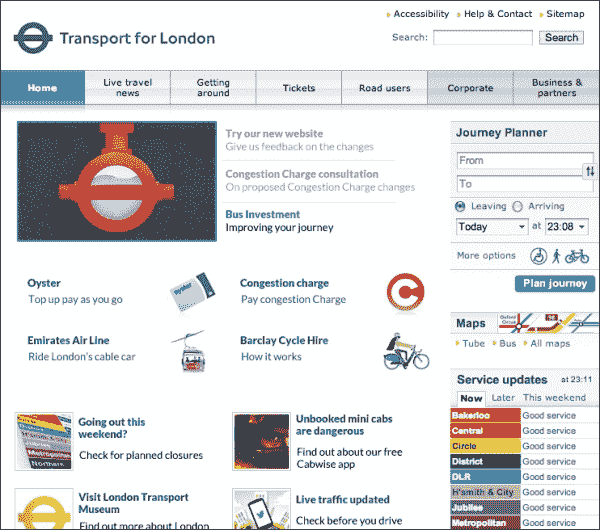 Accessibility Help & Contact Sitemap
Transport for London
Search: Search
Home
Live travel
news
Getting
around
Tickets
Road users
Corporate
Business &
partners
Try our new website
Give us feedback on the changes
Congestion Charge consultation
On proposed Congestion Charge changes
Bus Investment
Improving your journey
Oyster
Top up pay as you go
oyster
Congestion charge
Pay congestion Charge
C
Emirates Air Line
Ride London's cable car
Barclay Cycle Hire
How it works
Going out this
weekend?
Check for planned closures
Unbooked mini cabs
are dangerous
Find out about our free
Cabwise app
Visit London Transport
Museum
Find out more about London
Live traffic updated
Check before you drive
Journey Planner
From
To
Leaving Arriving
Today at 23:08
More options
Plan journey
Maps
Oxford
Circus
Tube Bus All maps
Service updates at 23:11
Now Later This weekend
Bakerloo Good service
Central Good service
Circle Good service
District Good service
DLR Good service
H'smith & City Good service
Jubilee Good service
Metropolitan Good service